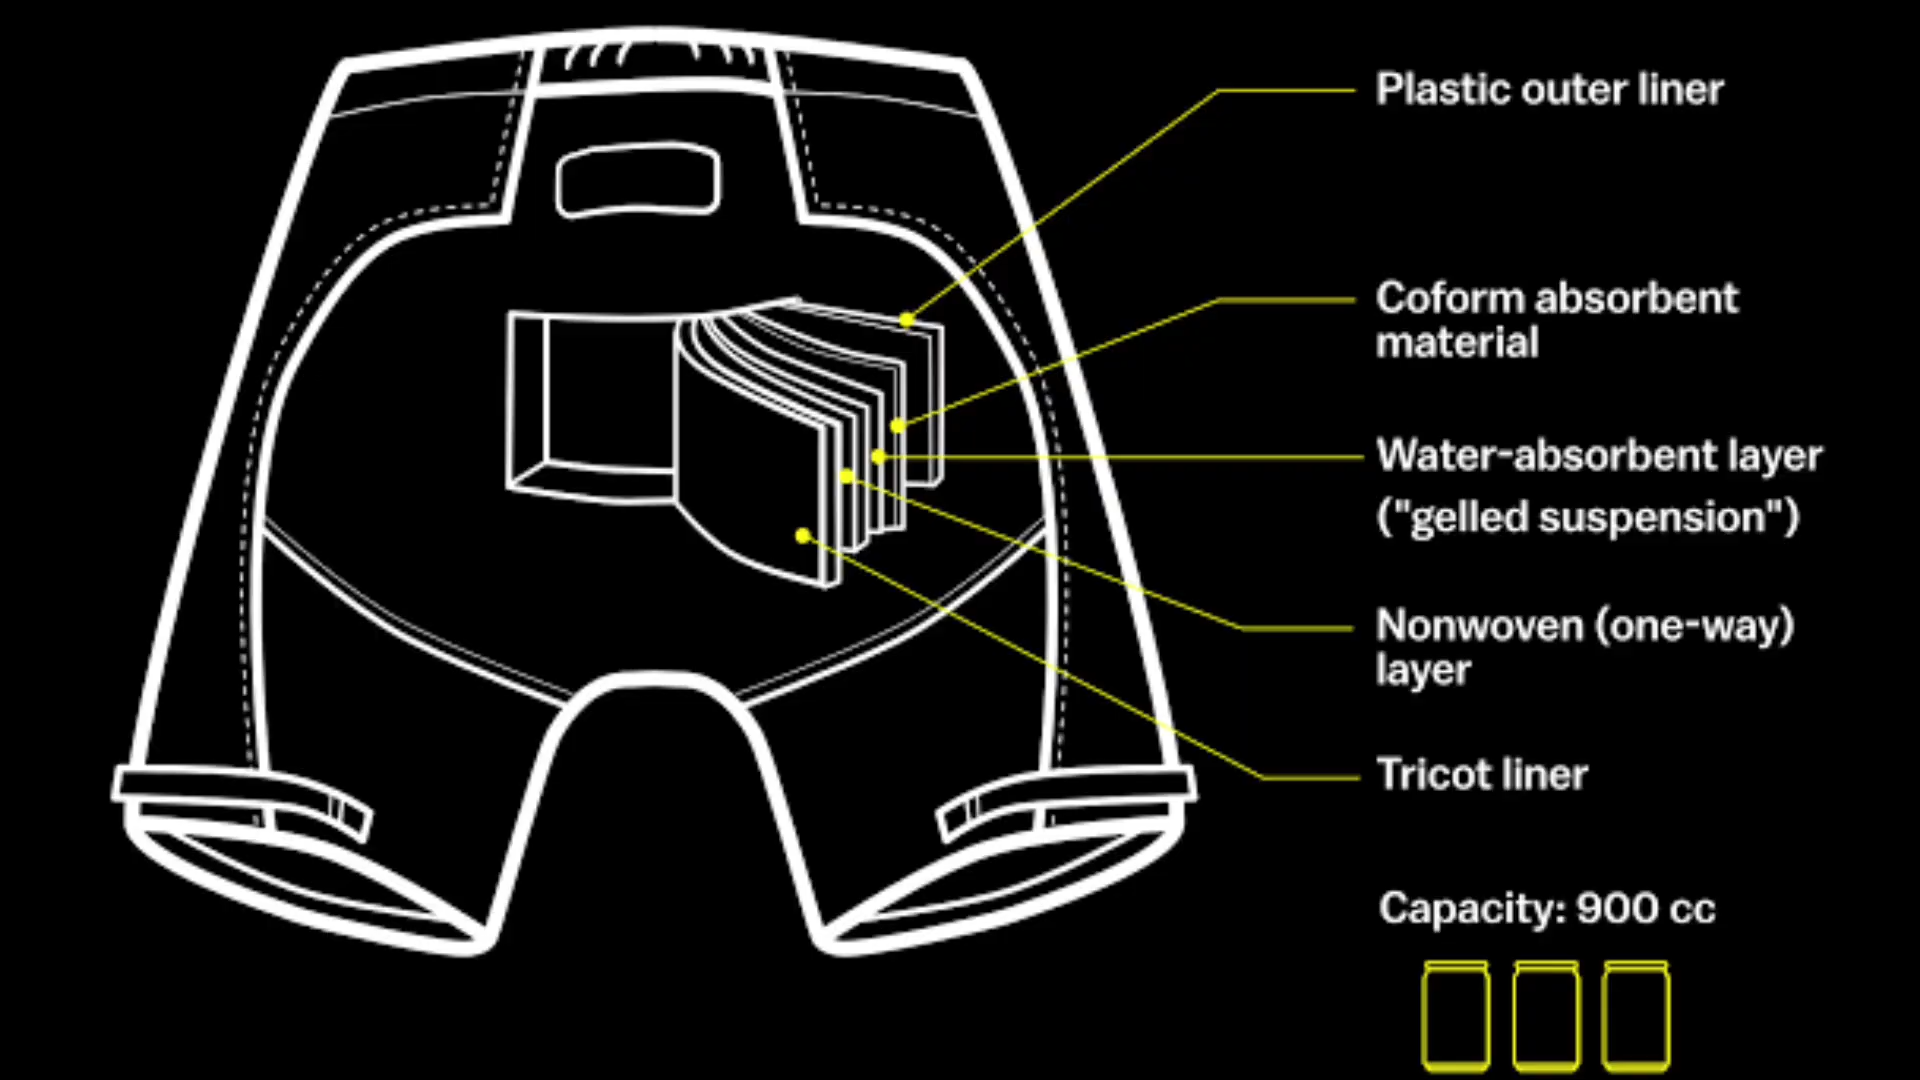 Plastic outer liner
Coform absorbent
material
Water-absorbent layer
("gelled suspension")
Nonwoven (one-way)
layer
Tricot liner
Capacity: 900 cc